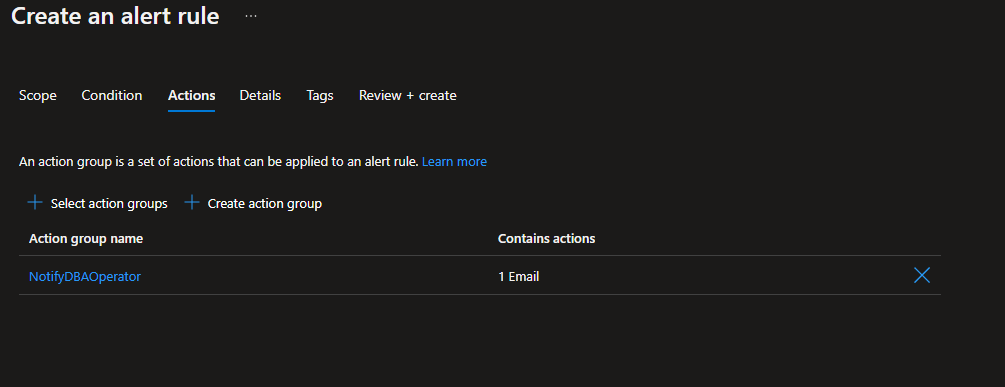 Create an alert rule ...
Scope Condition Actions Details Tags Review + create
An action group is a set of actions that can be applied to an alert rule. Learn more
+ Select action groups + Create action group
Action group name Contains actions
NotifyDBAOperator 1 Email